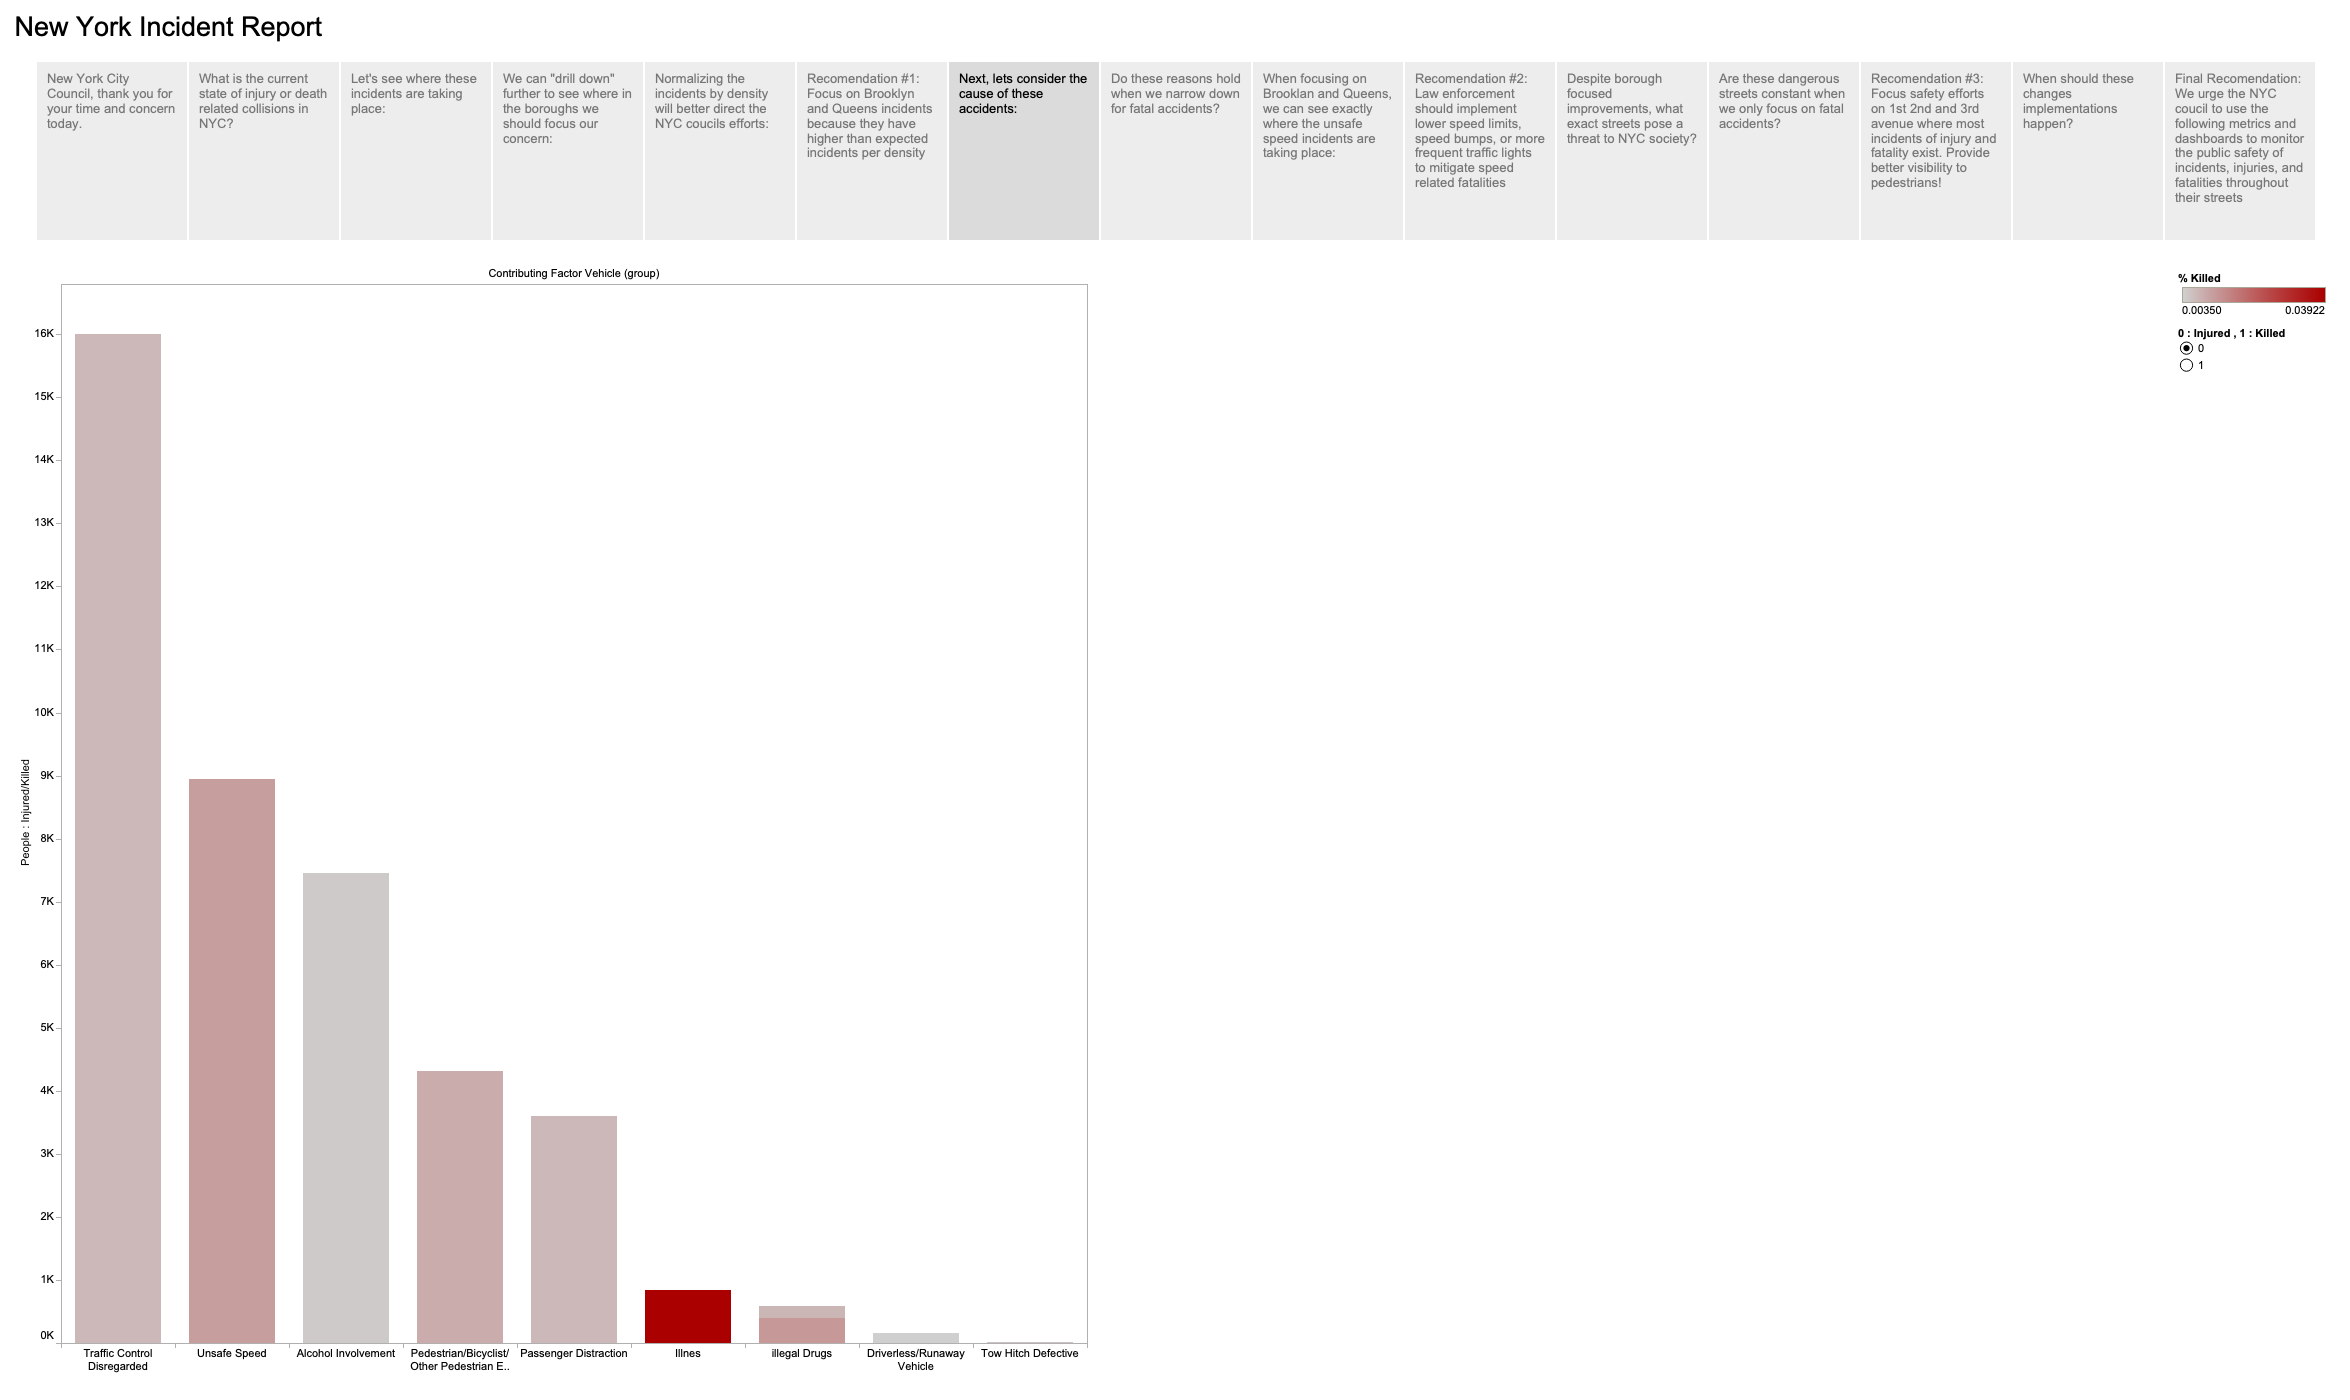 New York Incident Report
New York City
Council, thank you for
your time and concern
today.
What is the current
state of injury or death
related collisions in
NYC?
Let's see where these
incidents are taking
place:
We can "drill down"
further to see where in
the boroughs we
should focus our
concern:
Normalizing the
incidents by density
will better direct the
NYC coucils efforts:
Recomendation #1:
Focus on Brooklyn
and Queens incidents
because they have
higher than expected
incidents per density
Next, lets consider the
cause of these
accidents:
Do these reasons hold
when we narrow down
for fatal accidents?
When focusing on
Brooklan and Queens,
we can see exactly
where the unsafe
speed incidents are
taking place:
Recomendation #2:
Law enforcement
should implement
lower speed limits,
speed bumps, or more
frequent traffic lights
to mitigate speed
related fatalities
Despite borough
focused
improvements, what
exact streets pose a
threat to NYC society?
Are these dangerous
streets constant when
we only focus on fatal
accidents?
Recomendation #3:
Focus safety efforts
on 1st 2nd and 3rd
avenue where most
incidents of injury and
fatality exist. Provide
better visibility to
pedestrians!
When should these
changes
implementations
happen?
Final Recomendation:
We urge the NYC
coucil to use the
following metrics and
dashboards to monitor
the public safety of
incidents, injuries, and
fatalities throughout
their streets
Contributing Factor Vehicle (group)
% Killed
0.00350 0.03922
0 : Injured , 1 : Killed
0
1
People : Injured/Killed
16K
15K
14K
13K
12K
11K
10K
9K
8K
7K
6K
5K
4K
3K
2K
1K
0K
Traffic Control
Disregarded
Unsafe Speed
Alcohol Involvement
Pedestrian/Bicyclist/
Other Pedestrian E..
Passenger Distraction
Illnes
illegal Drugs
Driverless/Runaway
Vehicle
Tow Hitch Defective